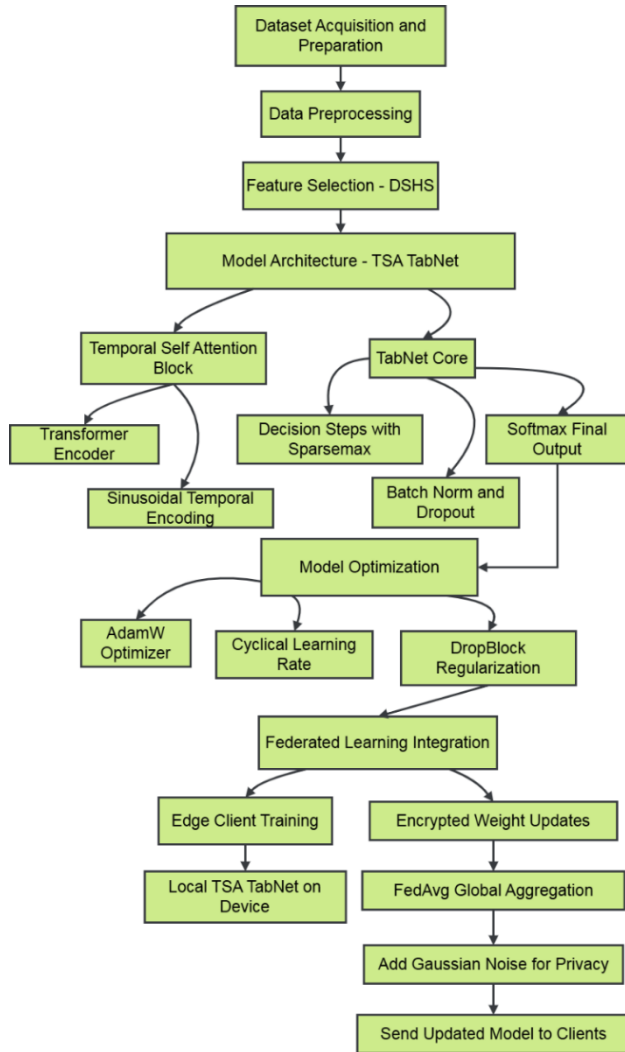 Dataset Acquisition and
Preparation
Data Preprocessing
Feature Selection - DSHS
Model Architecture - TSA TabNet
Temporal Self Attention
Block
TabNet Core
Transformer
Encoder
Decision Steps with
Sparsemax
Softmax Final
Output
Sinusoidal Temporal
Encoding
Batch Norm and
Dropout
Model Optimization
AdamW
Optimizer
Cyclical Learning
Rate
DropBlock
Regularization
Federated Learning Integration
Edge Client Training
Encrypted Weight Updates
Local TSA TabNet on
Device
FedAvg Global Aggregation
Add Gaussian Noise for Privacy
Send Updated Model to Clients